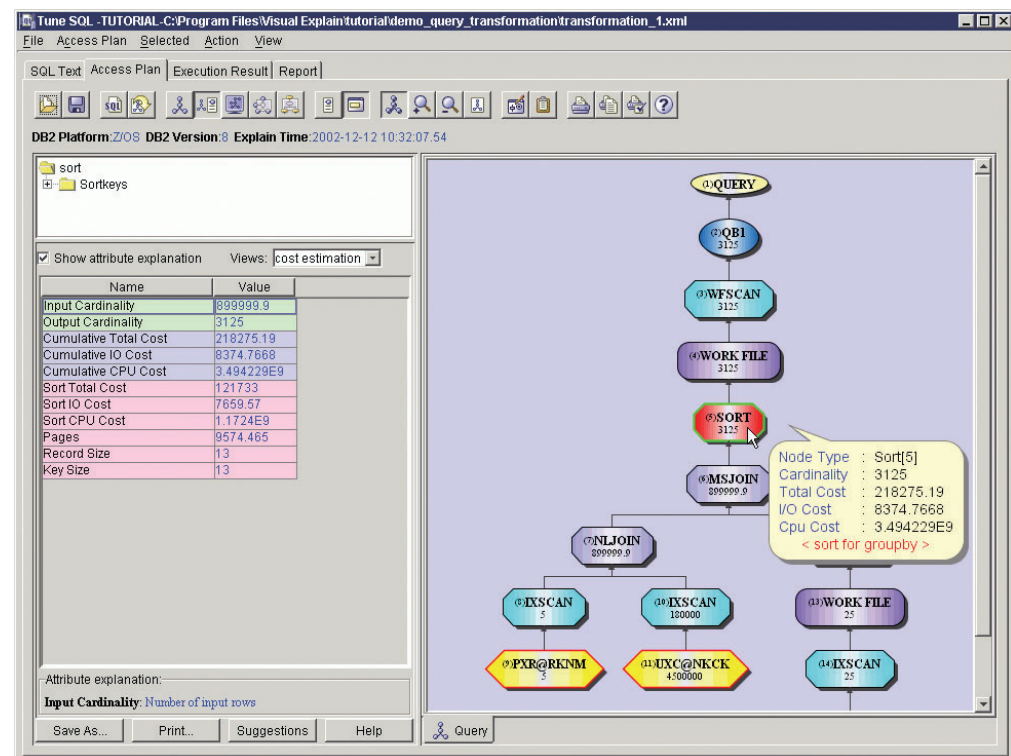 Tune SQL -TUTORIAL-C:\Program Files\Visual Explain\tutorial\demo_query_transformation\transformation_1.xml
File Access Plan Selected Action View
SQL Text Access Plan Execution Result Report
sql
DB2 Platform:Z/OS DB2 Version:8 Explain Time:2002-12-12 10:32:07.54
sort
Sortkeys
Show attribute explanation Views: cost estimation
Name Value
Input Cardinality 899999.9
Output Cardinality 3125
Cumulative Total Cost 218275.19
Cumulative IO Cost 8374.7668
Cumulative CPU Cost 3.494229E9
Sort Total Cost 121733
Sort IO Cost 7659.57
Sort CPU Cost 1.1724E9
Pages 9574.465
Record Size 13
Key Size 13
Attribute explanation:
Input Cardinality: Number of input rows
Save As... Print... Suggestions Help
(1)QUERY
(2)QB1
3125
(3)WFSCAN
3125
(4)WORK FILE
3125
(5)SORT
3125
(6)MSJOIN
899999.9
Node Type : Sort[5]
Cardinality : 3125
Total Cost : 218275.19
I/O Cost : 8374.7668
Cpu Cost : 3.494229E9
< sort for groupby >
(7)NLJOIN
899999.9
(8)IXSCAN
5
(10)IXSCAN
180000
(13)WORK FILE
25
(9)PXR@RKNM
5
(11)UXC@NKCK
4500000
(14)IXSCAN
25
Query